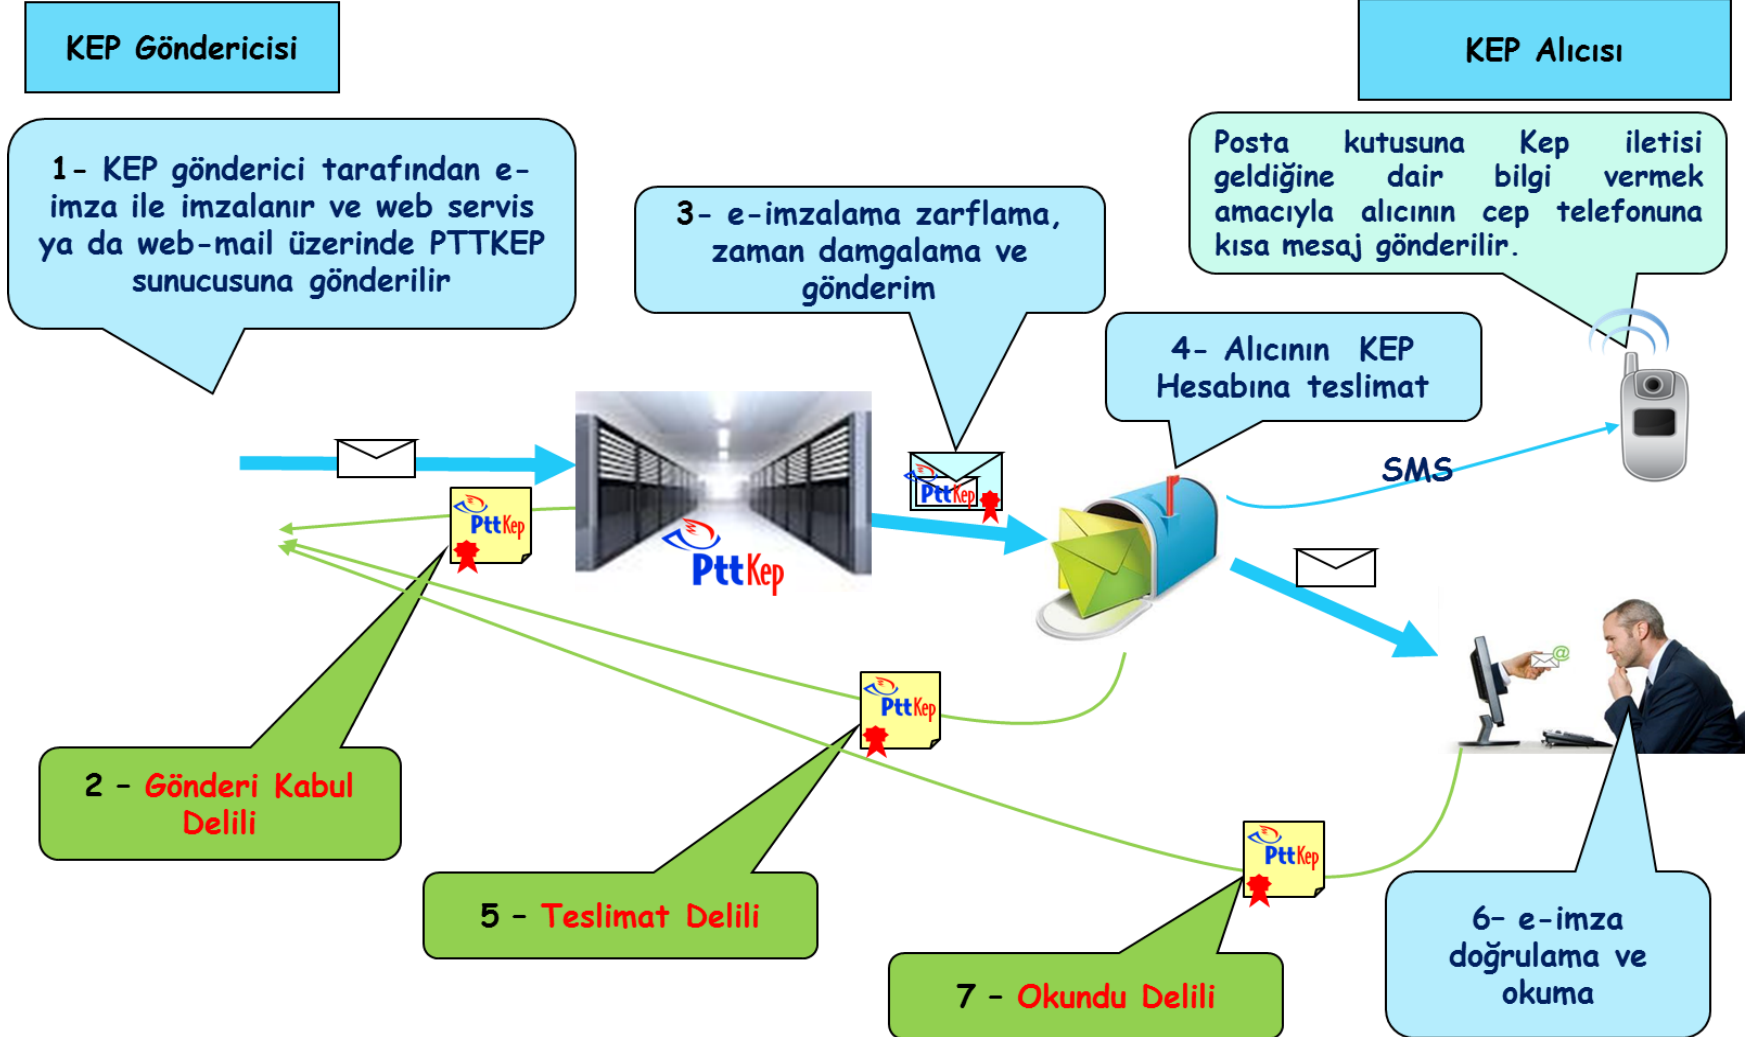 KEP Göndericisi
KEP Alıcısı
1- KEP gönderici tarafından e-
imza ile imzalanır ve web servis
ya da web-mail üzerinde PTTKEP
sunucusuna gönderilir
3- e-imzalama zarflama,
zaman damgalama ve
gönderim
Posta kutusuna Kep iletisi
geldiğine dair bilgi vermek
amacıyla alıcının cep telefonuna
kısa mesaj gönderilir.
4- Alıcının KEP
Hesabına teslimat
SMS
PttKep
PttKep
PttKep
@
PttKep
2 - Gönderi Kabul
Delili
PttKep
5 - Teslimat Delili
7 - Okundu Delili
6- e-imza
doğrulama ve
okuma